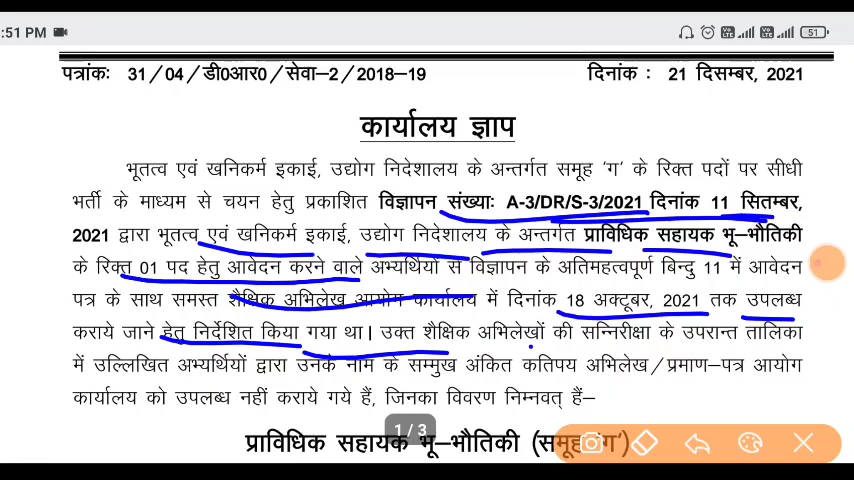 :51 PM
51
पत्रांकः 31/04/डी0आर0/सेवा-2/2018-19 दिनांक : 21 दिसम्बर, 2021
कार्यालय ज्ञाप
भूतत्व एवं खनिकर्म इकाई, उद्योग निदेशालय के अन्तर्गत समूह 'ग' के रिक्त पदों पर सीधी
भर्ती के माध्यम से चयन हेतु प्रकाशित विज्ञापन संख्याः A-3/DR/S-3/2021 दिनांक 11 सितम्बर,
2021 द्वारा भूतत्व एवं खनिकर्म इकाई, उद्योग निदेशालय के अन्तर्गत प्राविधिक सहायक भू-भौतिकी
के रिक्त 01 पद हेतु आवेदन करने वाले अभ्यर्थियों से विज्ञापन के अतिमहत्वपूर्ण बिन्दु 11 में आवेदन
पत्र के साथ समस्त शैक्षिक अभिलेख आयोग कार्यालय में दिनांक 18 अक्टूबर, 2021 तक उपलब्ध
कराये जाने हेतु निर्देशित किया गया था। उक्त शैक्षिक अभिलेखों की सन्निरीक्षा के उपरान्त तालिका
में उल्लिखित अभ्यर्थियों द्वारा उनके नाम के सम्मुख अंकित कतिपय अभिलेख/प्रमाण-पत्र आयोग
कार्यालय को उपलब्ध नहीं कराये गये हैं, जिनका विवरण निम्नवत् हैं-
1/3
प्राविधिक सहायक भू-भौतिकी (समूह 'ग')